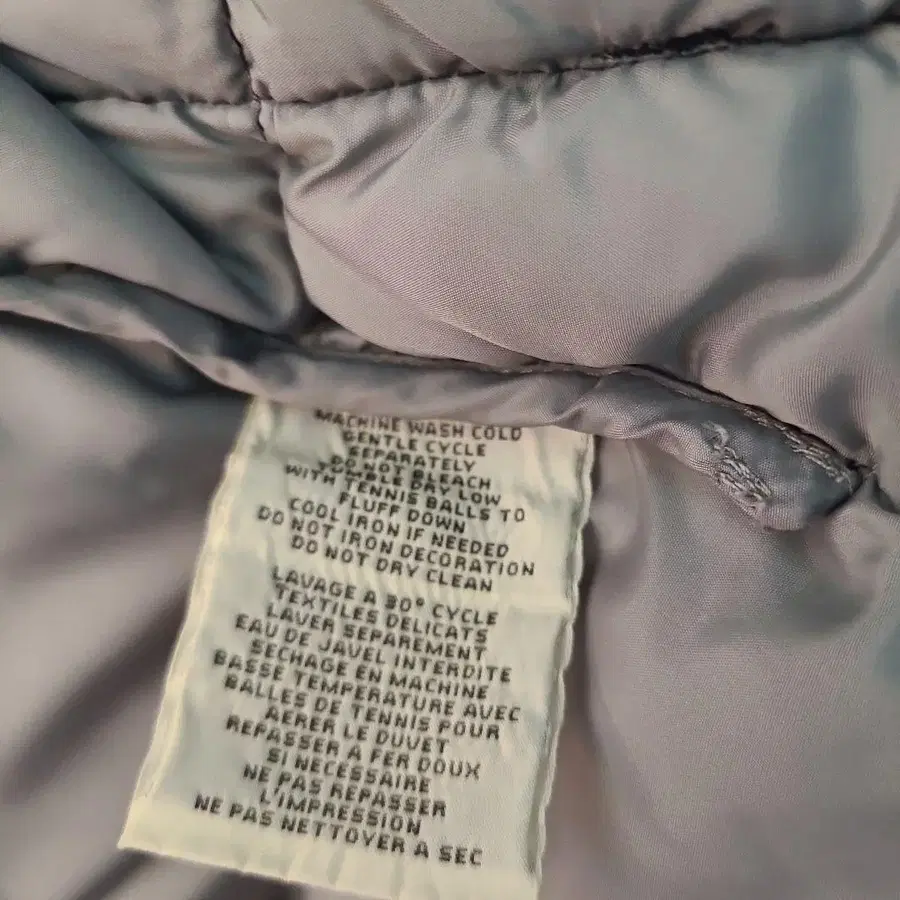 MACHINE WASH COLD
GENTLE CYCLE
SEPARATELY
DO NOT BLEACH
TUMBLE DRY LOW
WITH TENNIS BALLS TO
FLUFF DOWN
COOL IRON IF NEEDED
DO NOT IRON DECORATION
DO NOT DRY CLEAN
LAVAGE A 30° CYCLE
TEXTILES DELICATS
LAVER SEPAREMENT
EAU DE JAVEL INTERDITE
SECHAGE EN MACHINE
BASSE TEMPERATURE AVEC
BALLES DE TENNIS POUR
AERER LE DUVET
REPASSER A FER DOUX
SI NECESSAIRE
NE PAS REPASSER
L'IMPRESSION
NE PAS NETTOYER A SEC